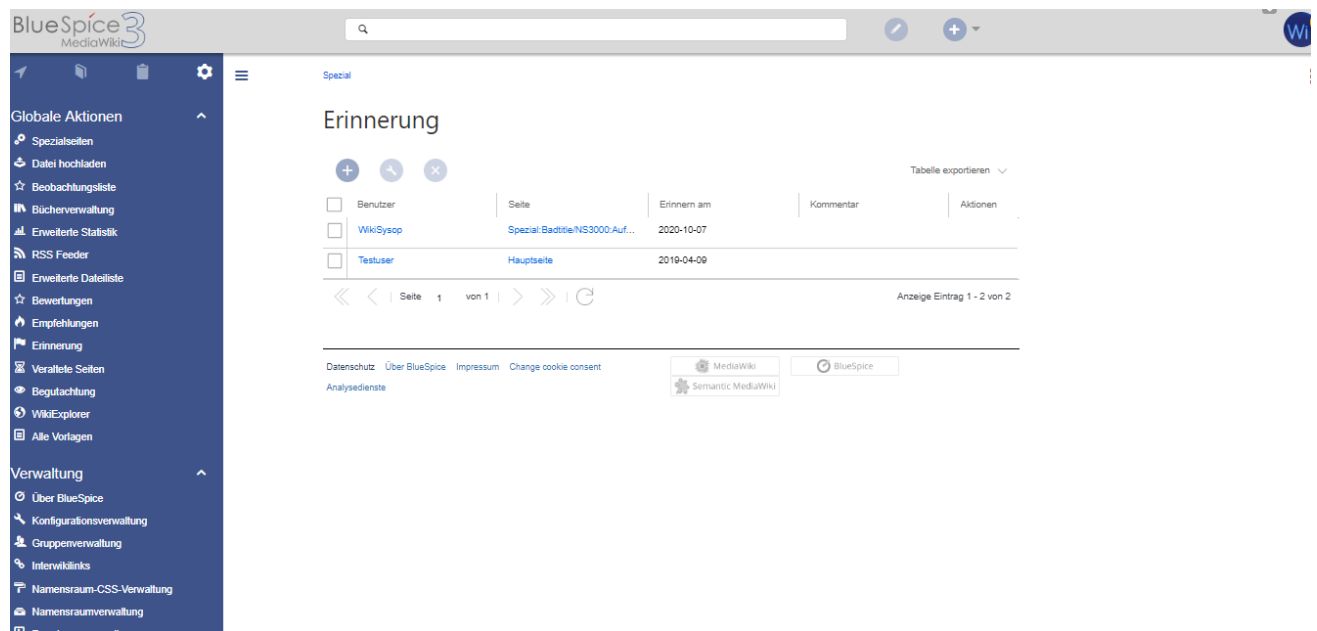 BlueSpice 3
MediaWiki
Wi
Spezial
Globale Aktionen
Spezialseiten
Datei hochladen
Beobachtungsliste
Bücherverwaltung
Erweiterte Statistik
RSS Feeder
Erweiterte Dateiliste
Bewertungen
Empfehlungen
Erinnerung
Veraltete Seiten
Begutachtung
WikiExplorer
Alle Vorlagen
Verwaltung
Über BlueSpice
Konfigurationsverwaltung
Gruppenverwaltung
Interwikilinks
Namensraum-CSS-Verwaltung
Namensraumverwaltung
Erinnerung
Tabelle exportieren
Benutzer Seite Erinnern am Kommentar Aktionen
WikiSysop Spezial:Badtitle/NS3000:Auf... 2020-10-07
Testuser Hauptseite 2019-04-09
Seite 1 von 1 Anzeige Eintrag 1 - 2 von 2
Datenschutz Über BlueSpice Impressum Change cookie consent MediaWiki BlueSpice
Analysedienste Semantic MediaWiki